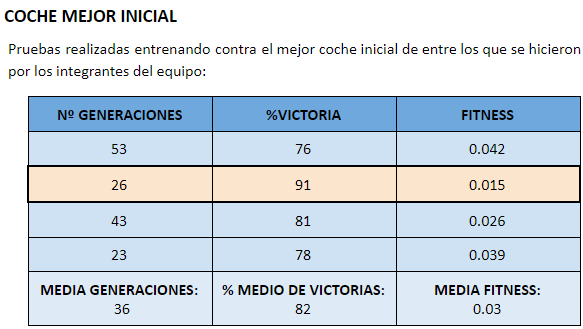 COCHE MEJOR INICIAL
Pruebas realizadas entrenando contra el mejor coche inicial de entre los que se hicieron
por los integrantes del equipo:
Nº GENERACIONES %VICTORIA FITNESS
53 76 0.042
26 91 0.015
43 81 0.026
23 78 0.039
MEDIA GENERACIONES: % MEDIO DE VICTORIAS: MEDIA FITNESS:
36 82 0.03